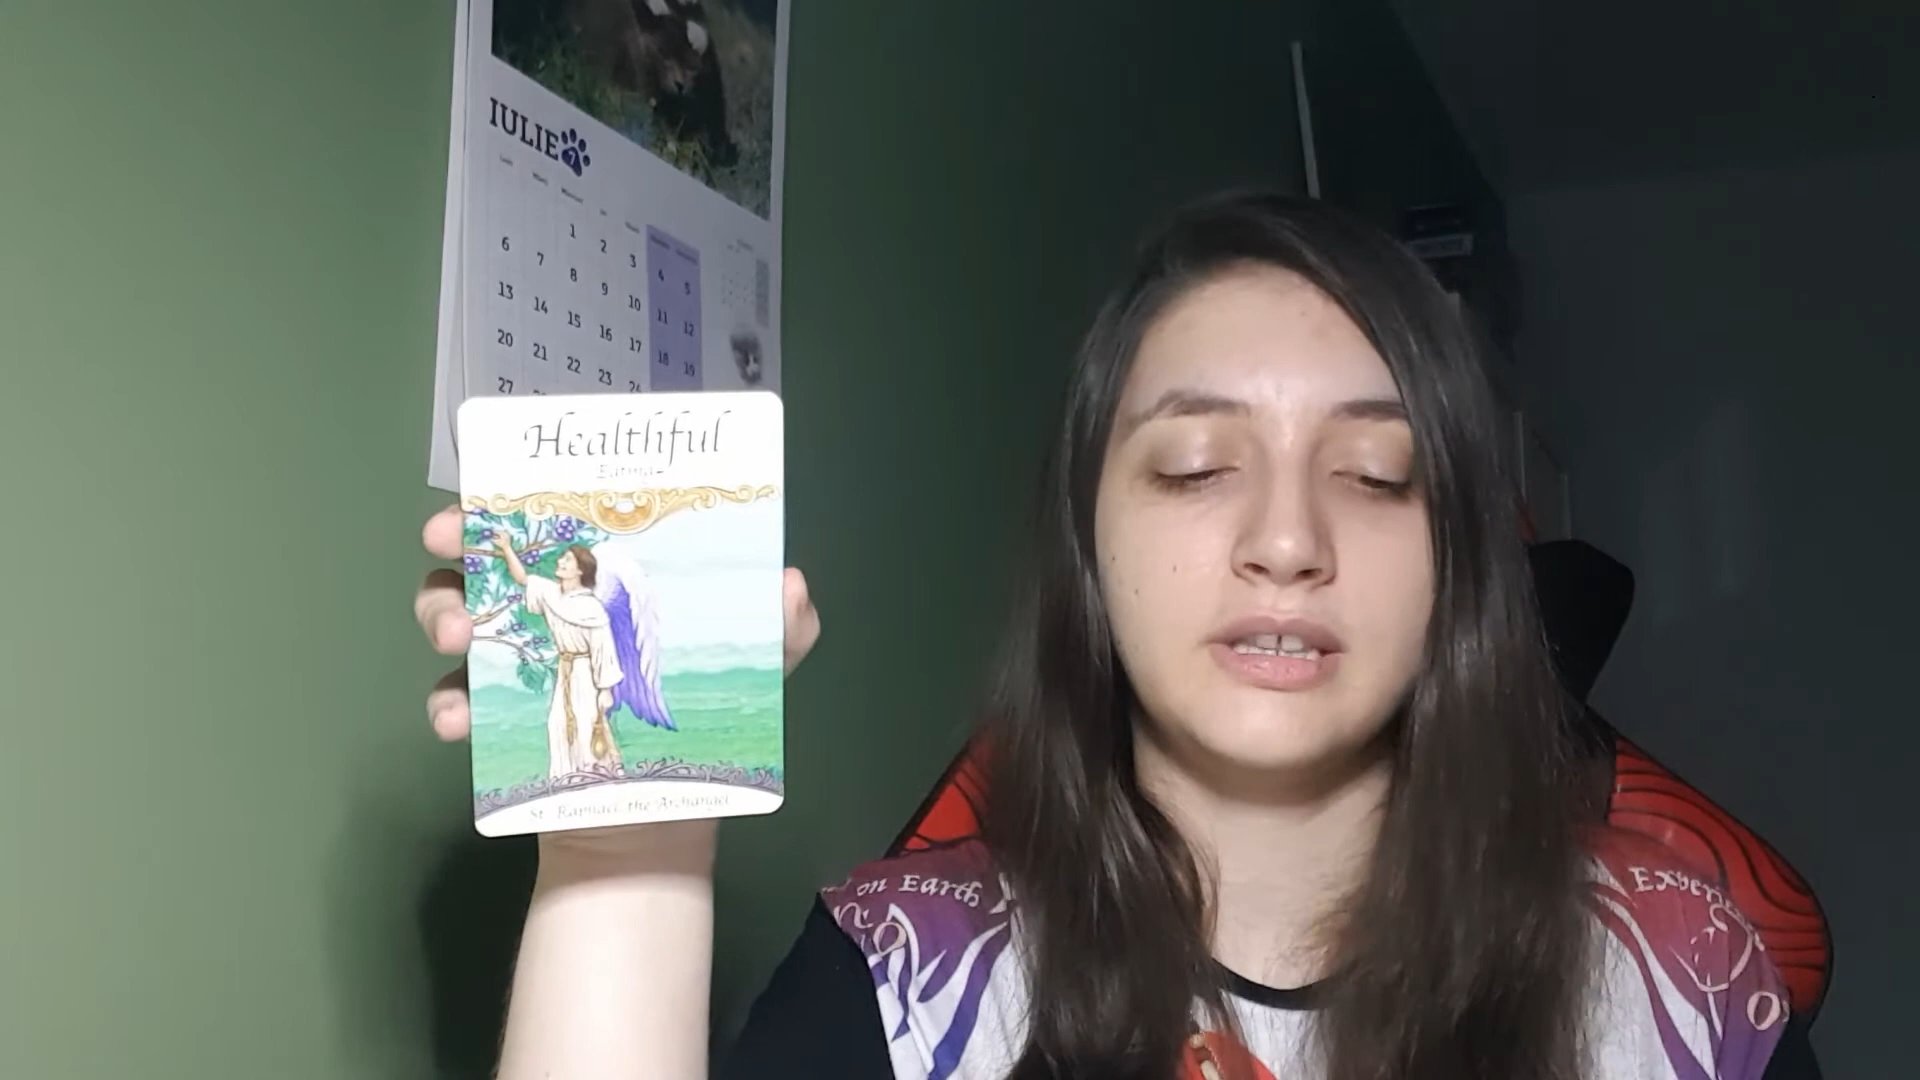 IULIE
7
1 2 3 4 5
6 7 8 9 10 11 12
13 14 15 16 17 18 19
20 21 22 23 24
27
Healthful
Eating
St. Raphael, the Archangel
on Earth